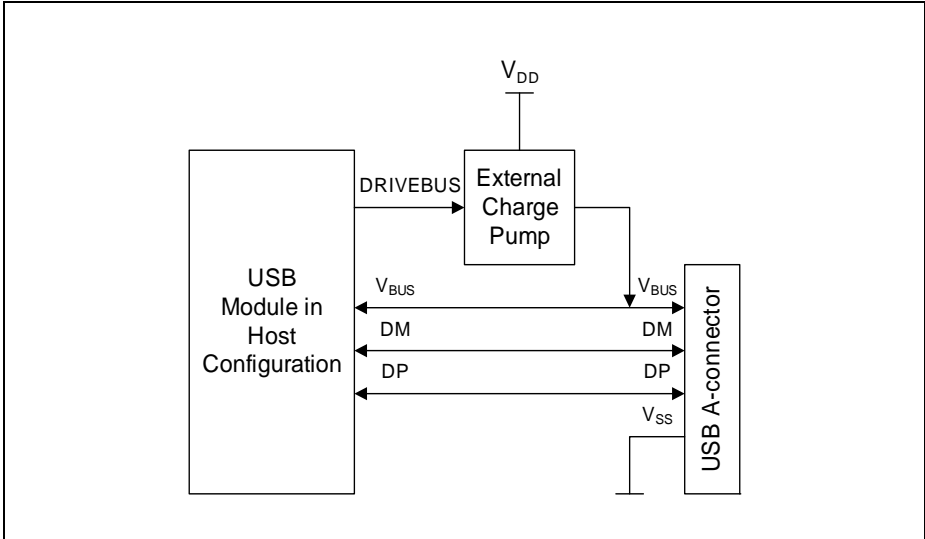 VDD
DRIVEBUS
External
Charge
Pump
USB
Module in
Host
Configuration
VBUS
VBUS
DM
DM
DP
DP
VSS
USB A-connector